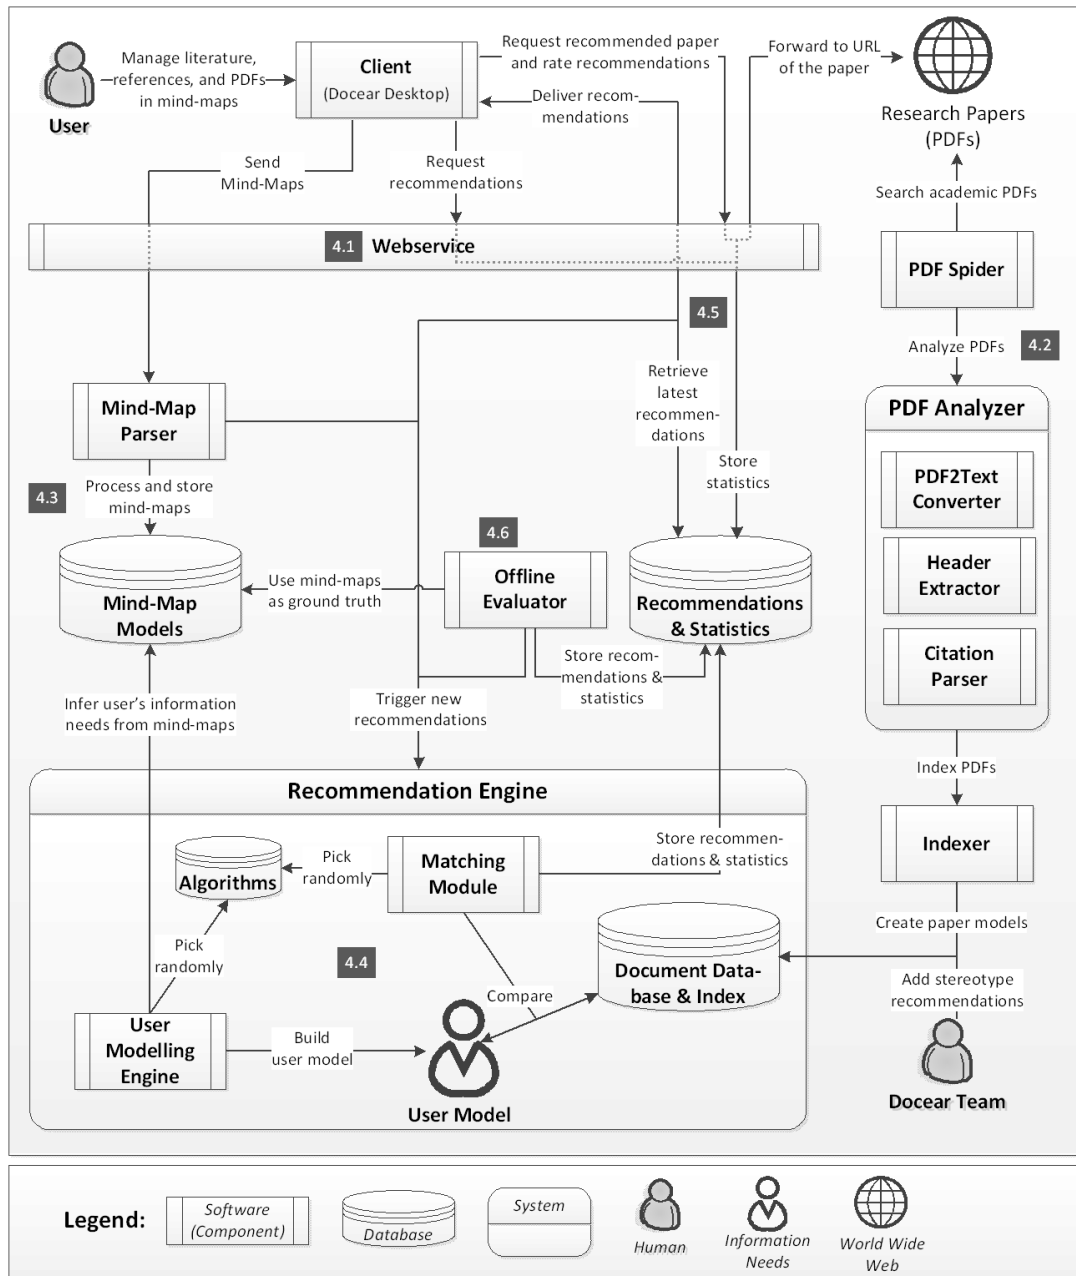 Manage literature,
references, and PDFs
in mind-maps
User
Client
(Docear Desktop)
Request recommended paper
and rate recommendations
Deliver recom-
mendations
Forward to URL
of the paper
Research Papers
(PDFs)
Send
Mind-Maps
Request
recommendations
Search academic PDFs
4.1
Webservice
PDF Spider
4.5
Analyze PDFs
4.2
Retrieve
latest
recommen-
dations
Mind-Map
Parser
PDF Analyzer
Store
statistics
PDF2Text
Converter
4.3
Process and store
mind-maps
4.6
Header
Extractor
Use mind-maps
as ground truth
Offline
Evaluator
Mind-Map
Models
Recommendations
& Statistics
Citation
Parser
Store recom-
mendations &
statistics
Infer user's information
needs from mind-maps
Trigger new
recommendations
Index PDFs
Recommendation Engine
Indexer
Store recommen-
dations & statistics
Pick
randomly
Matching
Module
Algorithms
Create paper models
Pick
randomly
4.4
Document Data-
base & Index
Compare
Add stereotype
recommendations
User
Modelling
Engine
Build
user model
User Model
Docear Team
Legend:
Software
(Component)
Database
System
Human
Information
Needs
World Wide
Web